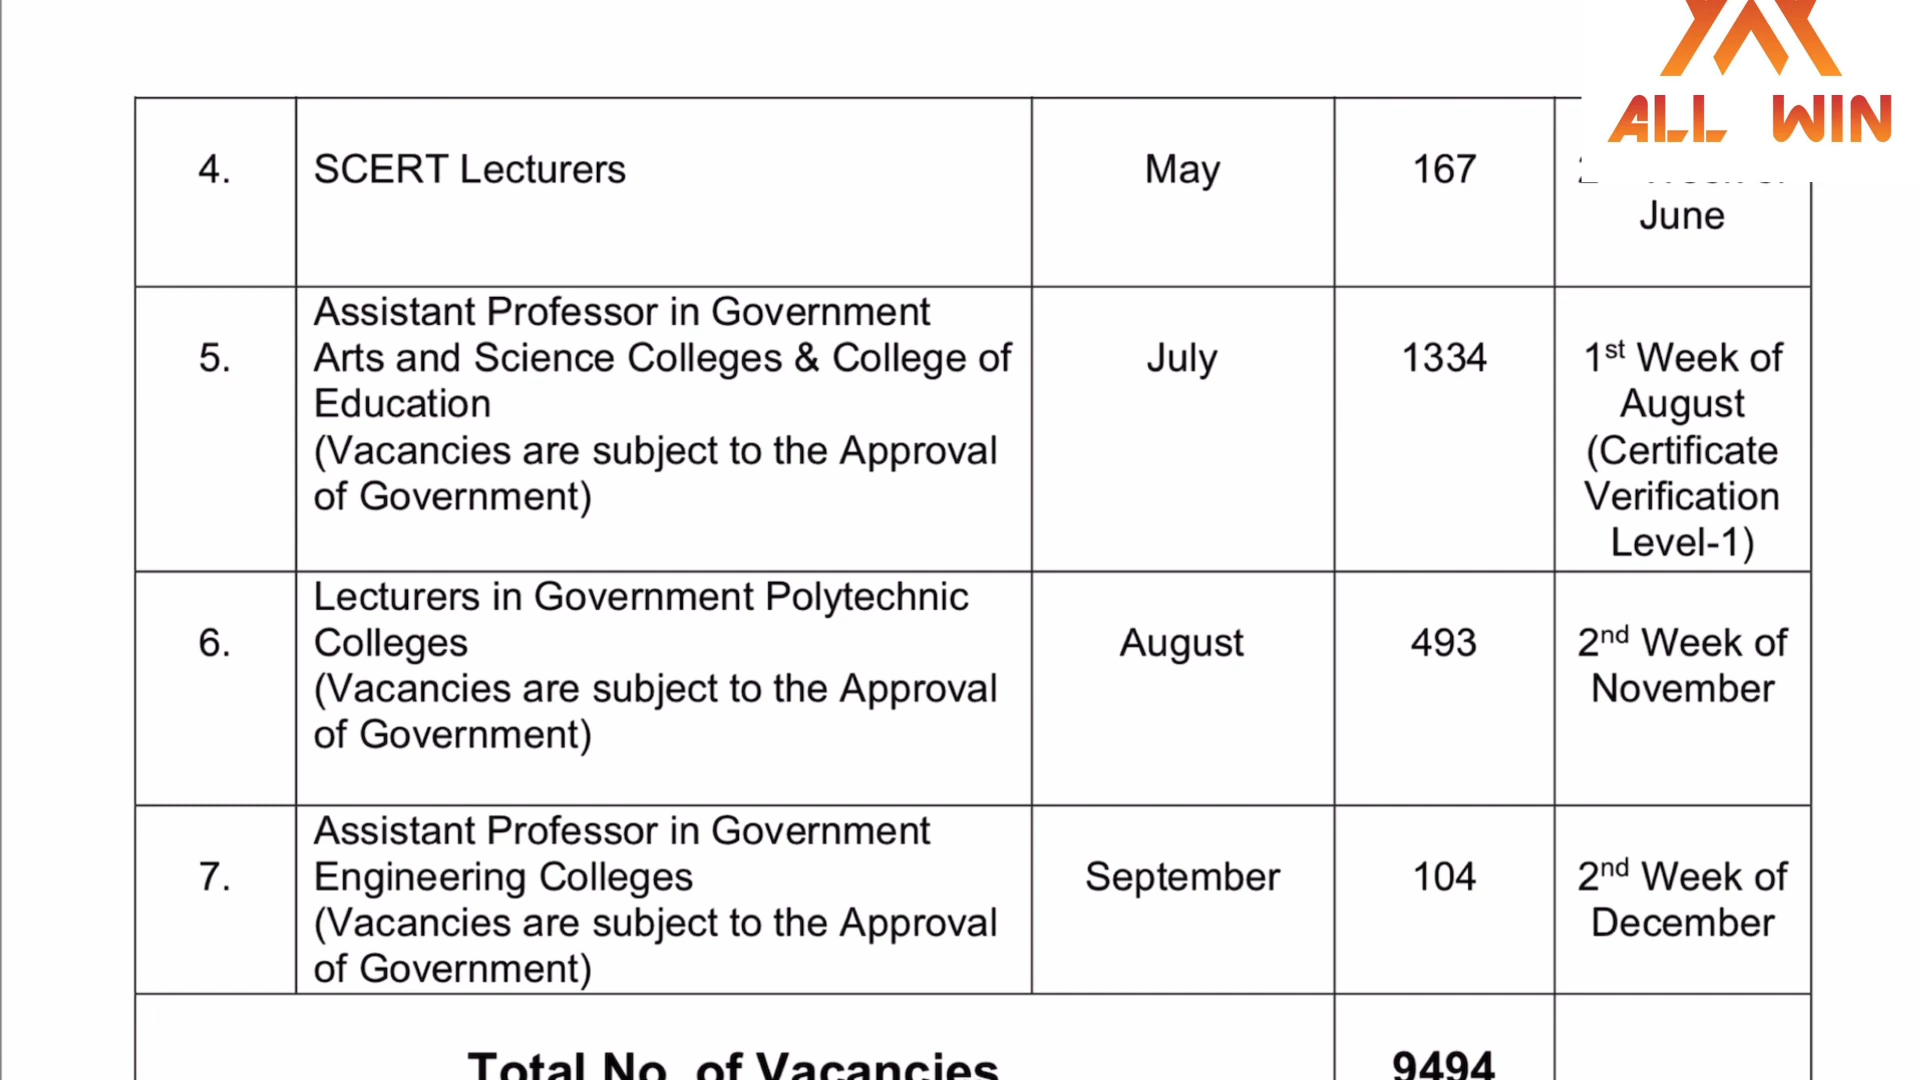 ALL WIN
4.
SCERT Lecturers
May
167
June
5.
Assistant Professor in Government
Arts and Science Colleges & College of
Education
(Vacancies are subject to the Approval
of Government)
July
1334
1st Week of
August
(Certificate
Verification
Level-1)
6.
Lecturers in Government Polytechnic
Colleges
(Vacancies are subject to the Approval
of Government)
August
493
2nd Week of
November
7.
Assistant Professor in Government
Engineering Colleges
(Vacancies are subject to the Approval
of Government)
September
104
2nd Week of
December
Total No. of Vacancies
9494